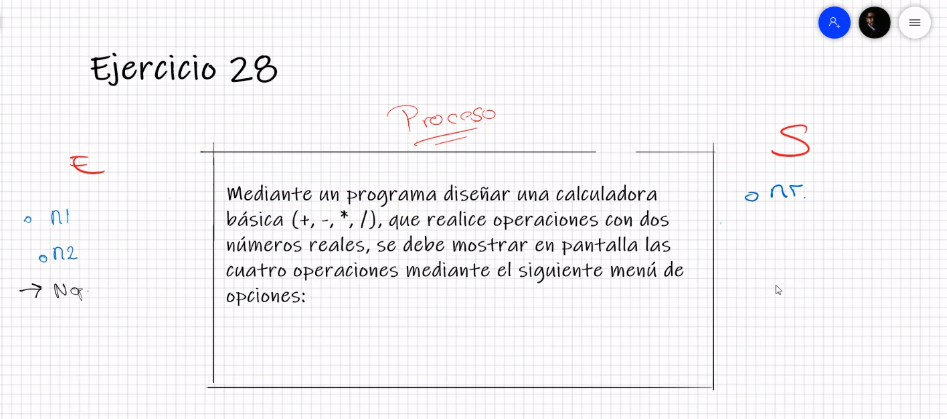 Ejercicio 28
Proceso
E
S
Mediante un programa diseñar una calculadora
básica (+, -, *, /), que realice operaciones con dos
números reales, se debe mostrar en pantalla las
cuatro operaciones mediante el siguiente menú de
opciones:
n1
n2
→
nr.